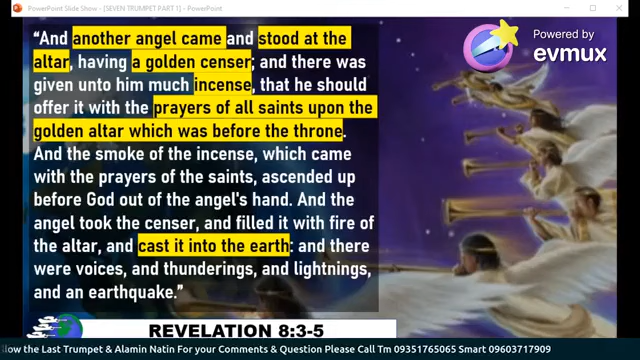 PowerPoint Slide Show - [SEVEN TRUMPET PART 1] - PowerPoint
Powered by
evmux
“And another angel came and stood at the
altar, having a golden censer; and there was
given unto him much incense, that he should
offer it with the prayers of all saints upon the
golden altar which was before the throne.
And the smoke of the incense, which came
with the prayers of the saints, ascended up
before God out of the angel's hand. And the
angel took the censer, and filled it with fire of
the altar, and cast it into the earth: and there
were voices, and thunderings, and lightnings,
and an earthquake.”
REVELATION 8:3-5
llow the Last Trumpet & Alamin Natin For your Comments & Question Please Call Tm 09351765065 Smart 09603717909